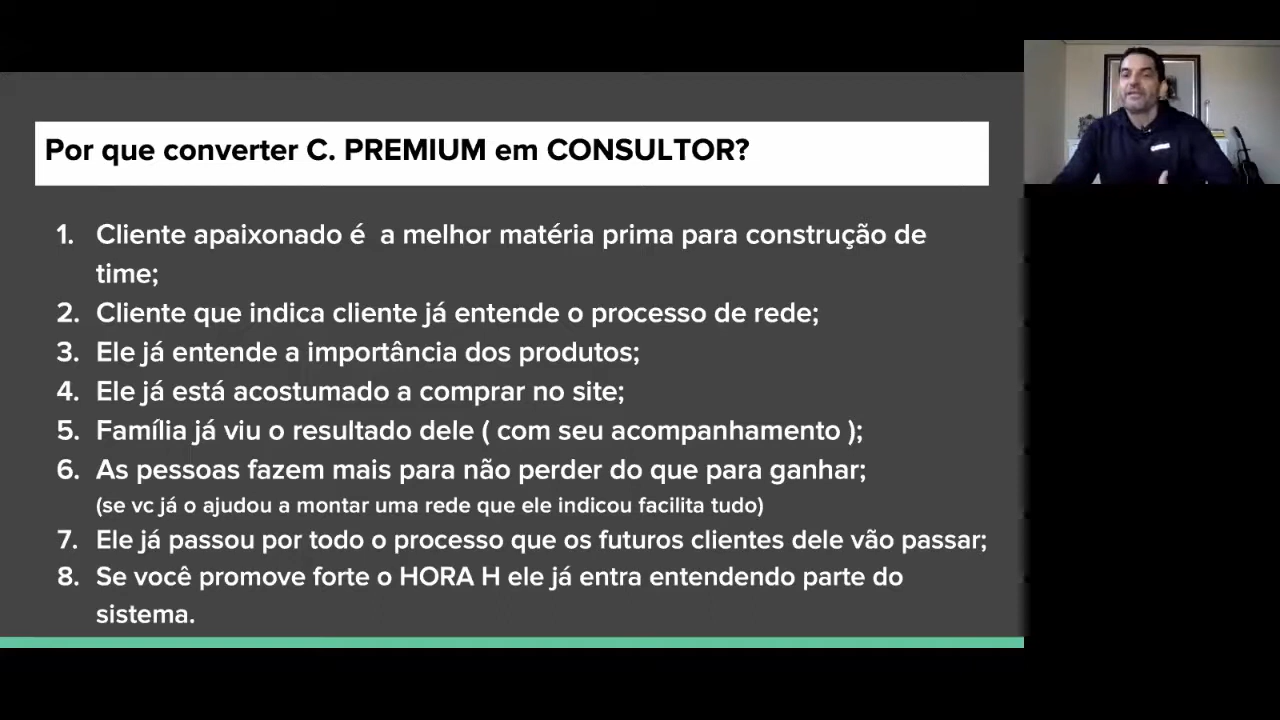 Por que converter C. PREMIUM em CONSULTOR?
1. Cliente apaixonado é a melhor matéria prima para construção de
time;
2. Cliente que indica cliente já entende o processo de rede;
3. Ele já entende a importância dos produtos;
4. Ele já está acostumado a comprar no site;
5. Família já viu o resultado dele ( com seu acompanhamento );
6. As pessoas fazem mais para não perder do que para ganhar;
(se vc já o ajudou a montar uma rede que ele indicou facilita tudo)
7. Ele já passou por todo o processo que os futuros clientes dele vão passar;
8. Se você promove forte o HORA H ele já entra entendendo parte do
sistema.